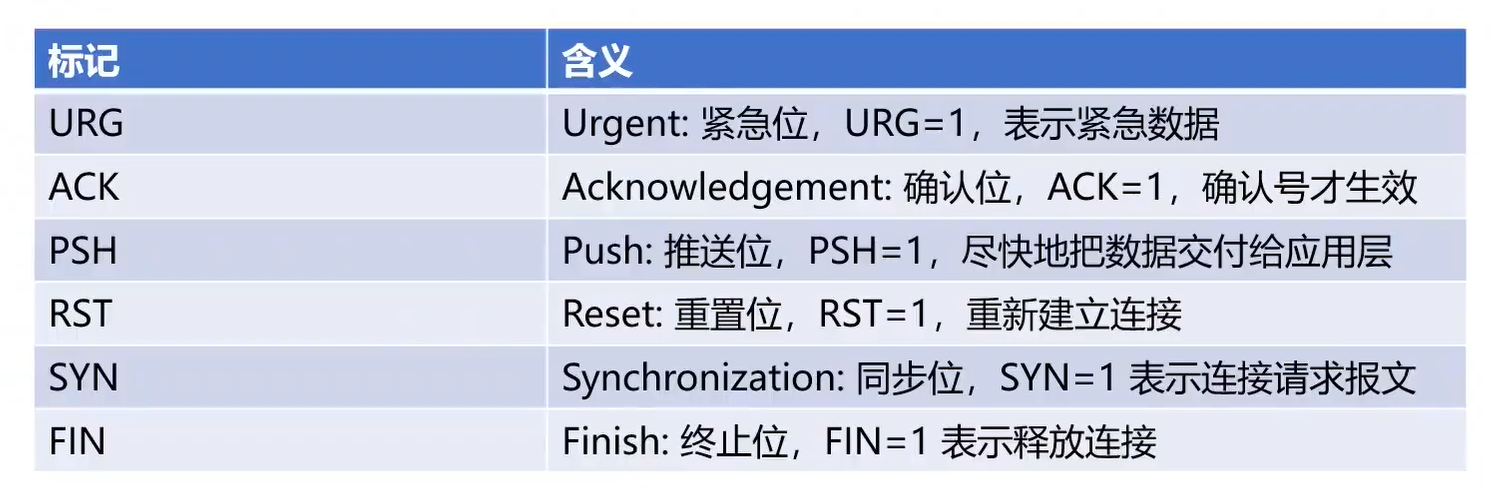 标记 含义
URG Urgent: 紧急位，URG=1，表示紧急数据
ACK Acknowledgement: 确认位，ACK=1，确认号才生效
PSH Push: 推送位，PSH=1，尽快地把数据交付给应用层
RST Reset: 重置位，RST=1，重新建立连接
SYN Synchronization: 同步位，SYN=1 表示连接请求报文
FIN Finish: 终止位，FIN=1 表示释放连接